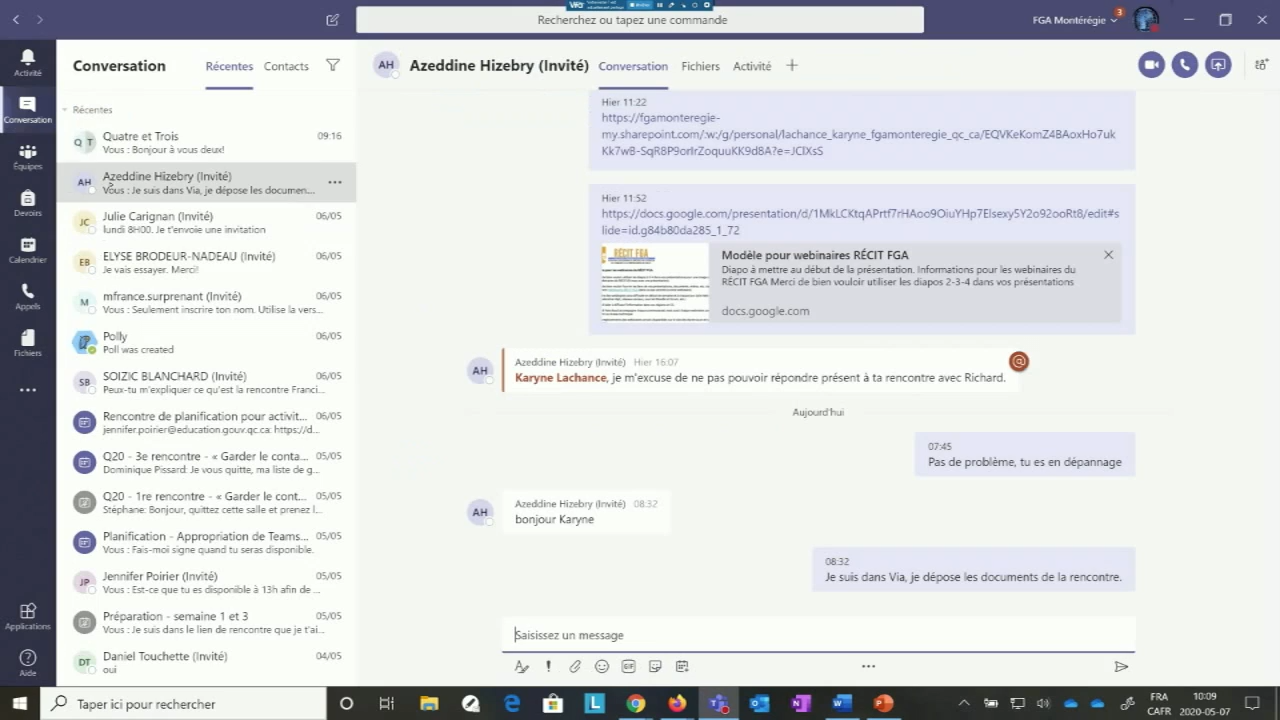 Via
Recherchez ou tapez une commande
FGA Montérégie
3
Activité
Conversation
Équipes
Devoirs
Calendrier
Appels
Fichiers
Applications
Aide
Conversation
Récentes
Contacts
Récentes
Quatre et Trois 09:16
Vous : Bonjour à vous deux!
Azeddine Hizebry (Invité)
Vous : Je suis dans Via, je dépose les documen...
Julie Carignan (Invité) 06/05
lundi 8H00. Je t'envoie une invitation
ELYSE BRODEUR-NADEAU (Invité) 06/05
Je vais essayer. Merci!
mfrance.surprenant (Invité) 06/05
Vous : Seulement inscrire ton nom. Utilise la vers...
Polly 06/05
Poll was created
SOIZIC BLANCHARD (Invité) 06/05
Peux-tu m'expliquer ce qu'est la rencontre Franci...
Rencontre de planification pour activit... 06/05
jennifer.poirier@education.gouv.qc.ca: https://d...
Q20 - 3e rencontre - « Garder le conta... 05/05
Dominique Pissard: Je vous quitte, ma liste de g...
Q20 - 1re rencontre - « Garder le cont... 05/05
Stéphane: Bonjour, quittez cette salle et prenez l...
Planification - Appropriation de Teams... 05/05
Vous : Fais-moi signe quand tu seras disponible.
Jennifer Poirier (Invité) 05/05
Vous : Est-ce que tu es disponible à 13h afin de ...
Préparation - semaine 1 et 3 05/05
Vous : Je suis dans le lien de rencontre que je t'ai...
Daniel Touchette (Invité) 04/05
oui
Q T
AH
JC
EB
M
SB
JP
DT
AH Azeddine Hizebry (Invité) Conversation Fichiers Activité
Hier 11:22
https://fgamonteregie-
my.sharepoint.com/:w:/g/personal/lachance_karyne_fgamonteregie_qc_ca/EQVKeKomZ4BAoxHo7uk
Kk7wB-SqR8P9orIrZoquuKK9d8A?e=JClXsS
Hier 11:52
https://docs.google.com/presentation/d/1MkLCKtqAPrtf7rHAoo9OiuYHp7Elsexy5Y2o92ooRt8/edit#s
lide=id.g84b80da285_1_72
RÉCIT FGA
Modèle pour webinaires RÉCIT FGA
Diapo à mettre au début de la présentation. Informations pour les webinaires du
RÉCIT FGA Merci de bien vouloir utiliser les diapos 2-3-4 dans vos présentations
docs.google.com
AH
Azeddine Hizebry (Invité) Hier 16:07
Karyne Lachance, je m'excuse de ne pas pouvoir répondre présent à ta rencontre avec Richard.
Aujourd'hui
07:45
Pas de problème, tu es en dépannage
AH
Azeddine Hizebry (Invité) 08:32
bonjour Karyne
08:32
Je suis dans Via, je dépose les documents de la rencontre.
Saisissez un message
GIF
Taper ici pour rechercher
FRA
CAFR
10:09
2020-05-07